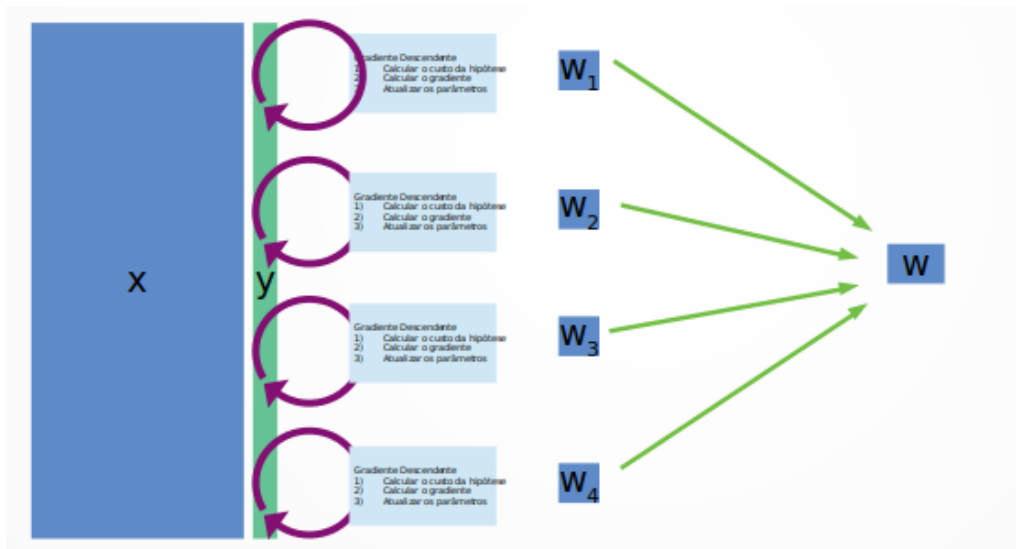 x
y
Gradiente Descendente
1) Calcular o custo da hipótese
2) Calcular o gradiente
Atualizar os parâmetros
Gradiente Descendente
1) Calcular o custo da hipótese
2) Calcular o gradiente
3) Atualizar os parâmetros
Gradiente Descendente
1) Calcular o custo da hipótese
2) Calcular o gradiente
3) Atualizar os parâmetros
Gradiente Descendente
1) Calcular o custo da hipótese
2) Calcular o gradiente
3) Atualizar os parâmetros
W1
W2
W3
W4
W